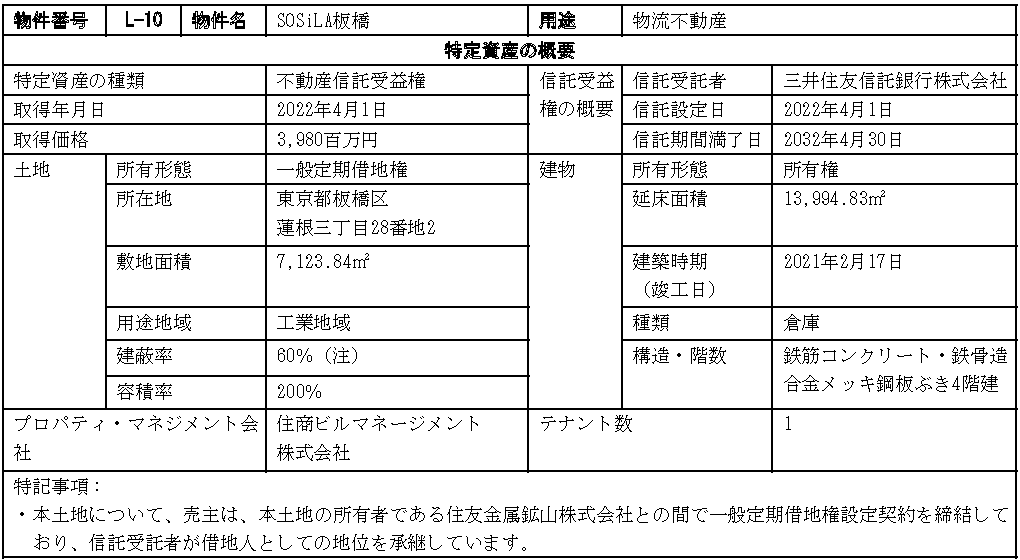 物件番号 L-10 物件名 SOSiLA板橋 用途 物流不動産
特定資産の概要
特定資産の種類 不動産信託受益権 信託受益 信託受託者 三井住友信託銀行株式会社
取得年月日 2022年4月1日 権の概要 信託設定日 2022年4月1日
取得価格 3,980百万円 信託期間満了日 2032年4月30日
土地 所有形態 一般定期借地権 建物 所有形態 所有権
所在地 東京都板橋区 延床面積 13,994.83㎡
蓮根三丁目28番地2
敷地面積 7,123.84㎡ 建築時期 2021年2月17日
（竣工日）
用途地域 工業地域 種類 倉庫
建蔽率 60%（注） 構造・階数 鉄筋コンクリート・鉄骨造
容積率 200% 合金メッキ鋼板ぶき4階建
プロパティ・マネジメント会 住商ビルマネージメント テナント数 1
社 株式会社
特記事項：
・本土地について、売主は、本土地の所有者である住友金属鉱山株式会社との間で一般定期借地権設定契約を締結して
おり、信託受託者が借地人としての地位を承継しています。